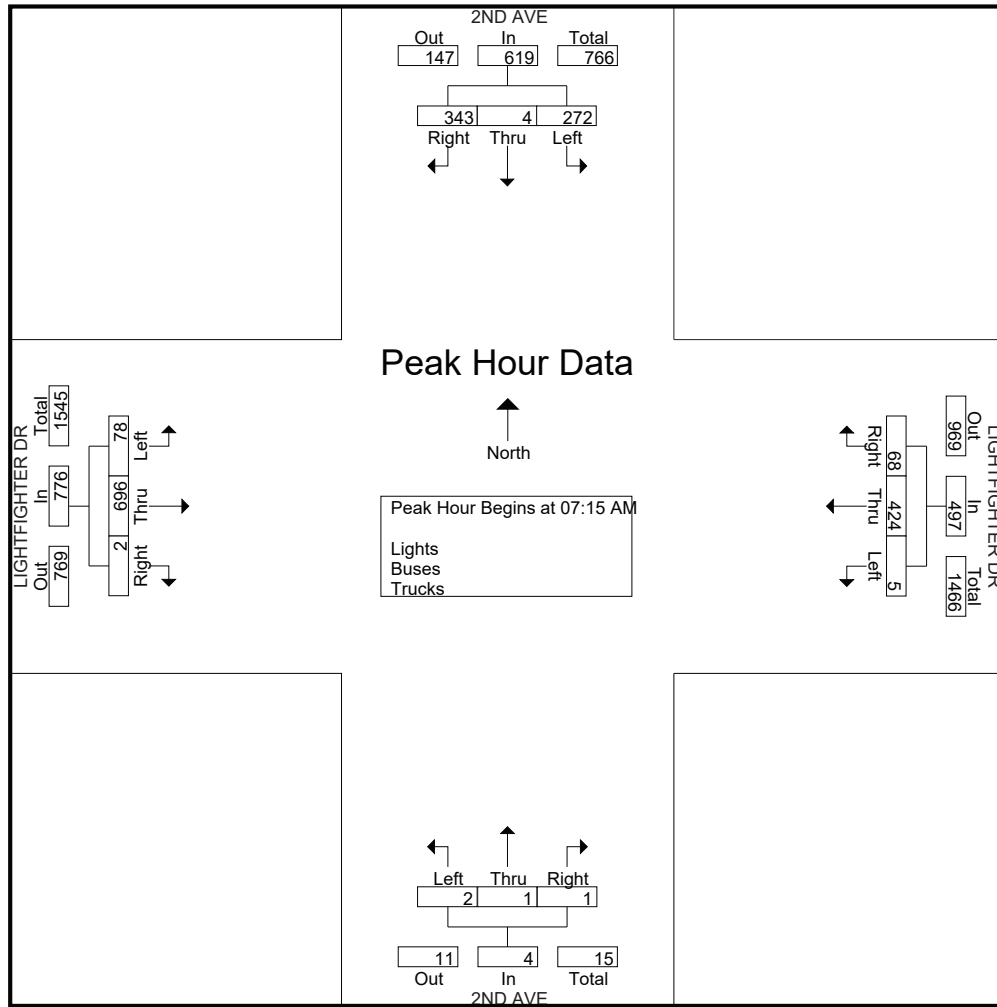 2ND AVE
Out In Total
147 619 766
343 4 272
Right Thru Left
Peak Hour Data
North
Peak Hour Begins at 07:15 AM
Lights
Buses
Trucks
LIGHTFIGHTER DR
Total In Out
1545 776 769
78 696 2
Left Thru Right
LIGHTFIGHTER DR
Out In Total
969 497 1466
68 424 5
Right Thru Left
Left Thru Right
2 1 1
11 4 15
Out In Total
2ND AVE